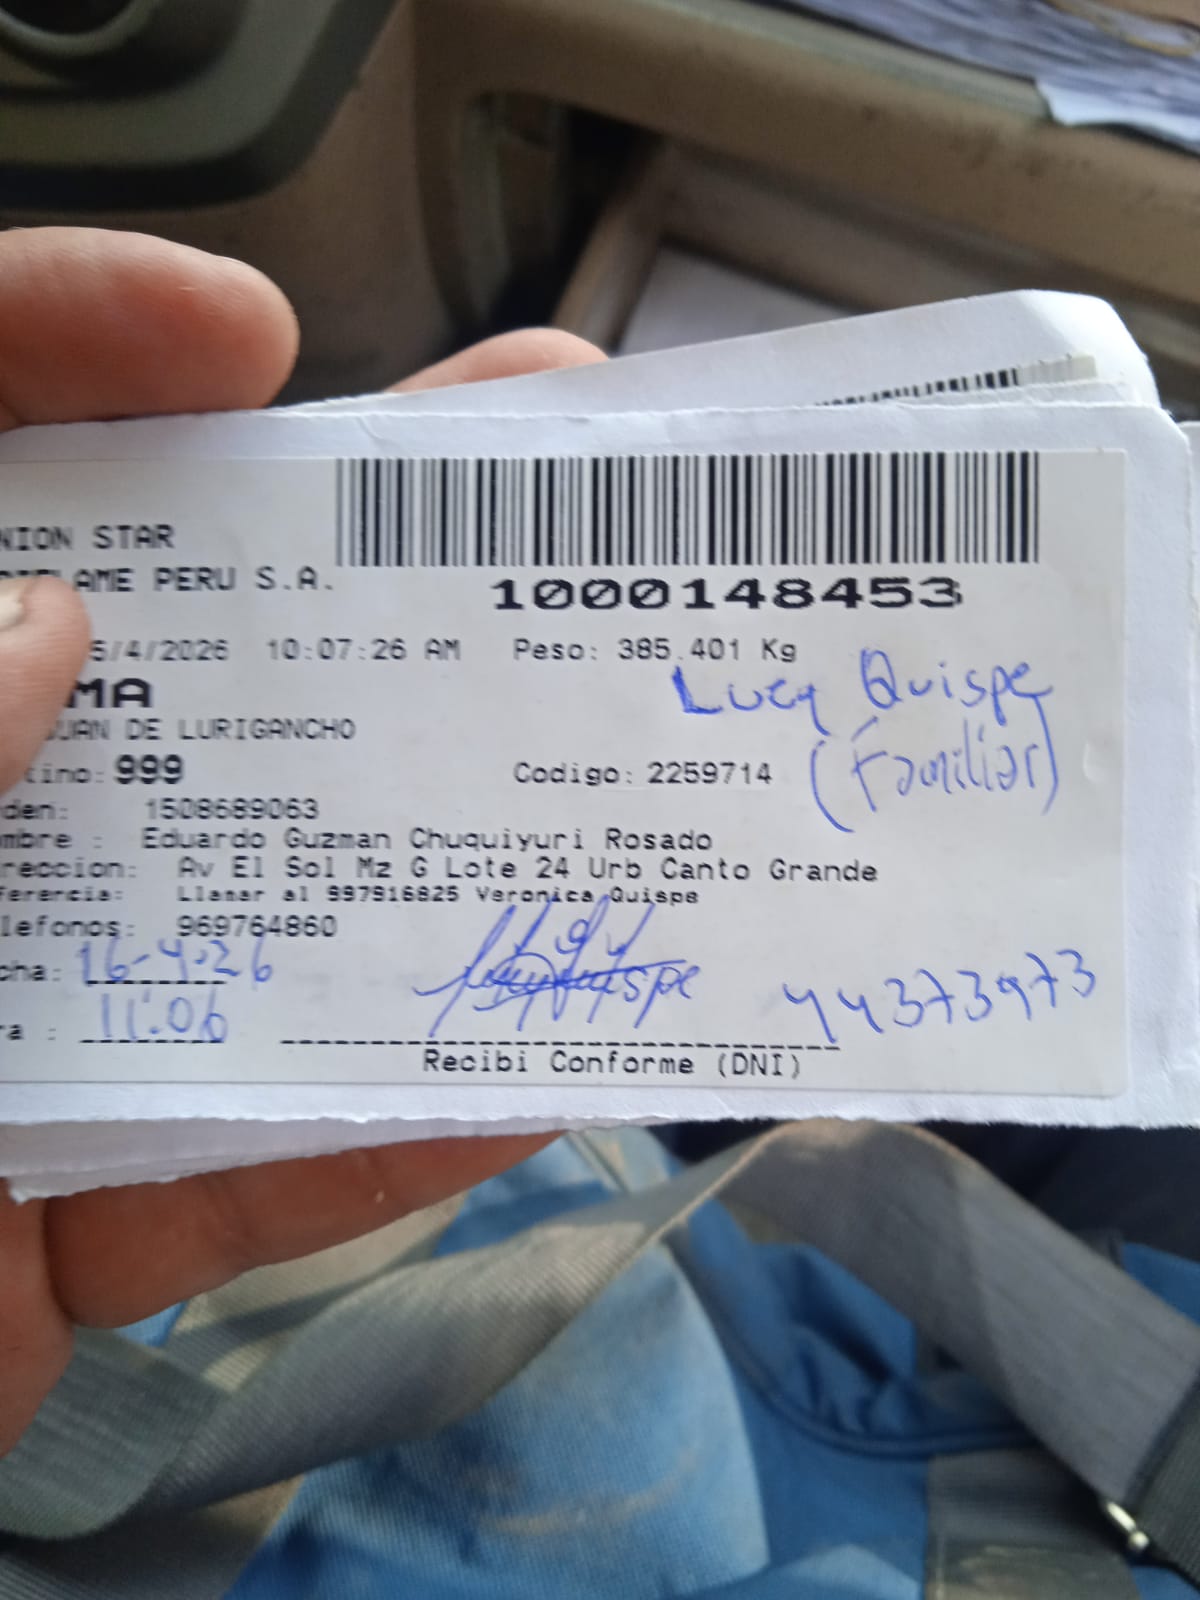 NION STAR
AME PERU S.A.
1000148453
5/4/2026 10:07:26 AM Peso: 385.401 Kg
MA
Lucy Quispe
JUAN DE LURIGANCHO
(Familiar)
tino: 999 Codigo: 2259714
den: 1508689063
mbre : Eduardo Guzman Chuquiyuri Rosado
reccion: Av El Sol Mz G Lote 24 Urb Canto Grande
ferencia: Llamar al 997916825 Veronica Quispe
lefonos: 969764860
cha: 16-4-26
44373973
ra : 11:06
Recibi Conforme (DNI)